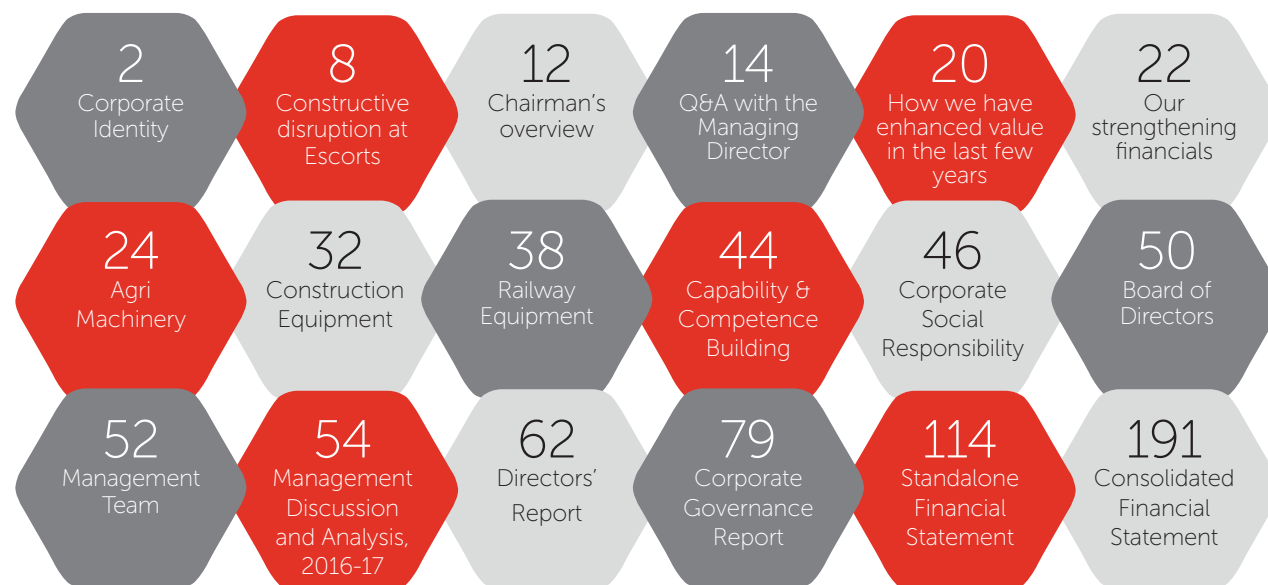 2
Corporate
Identity
8
Constructive
disruption at
Escorts
12
Chairman's
overview
14
Q&A with the
Managing
Director
20
How we have
enhanced value
in the last few
years
22
Our
strengthening
financials
24
Agri
Machinery
32
Construction
Equipment
38
Railway
Equipment
44
Capability &
Competence
Building
46
Corporate
Social
Responsibility
50
Board of
Directors
52
Management
Team
54
Management
Discussion
and Analysis,
2016-17
62
Directors'
Report
79
Corporate
Governance
Report
114
Standalone
Financial
Statement
191
Consolidated
Financial
Statement